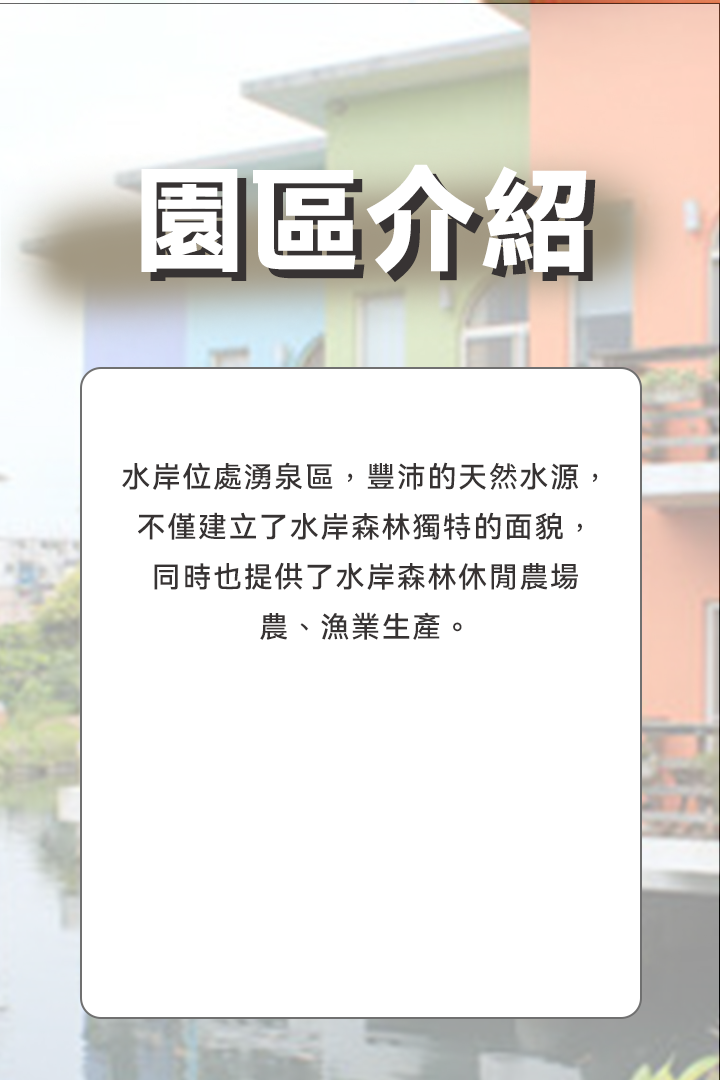 園區介紹
水岸位處湧泉區，豐沛的天然水源，
不僅建立了水岸森林獨特的面貌，
同時也提供了水岸森林休閒農場
農、漁業生產。